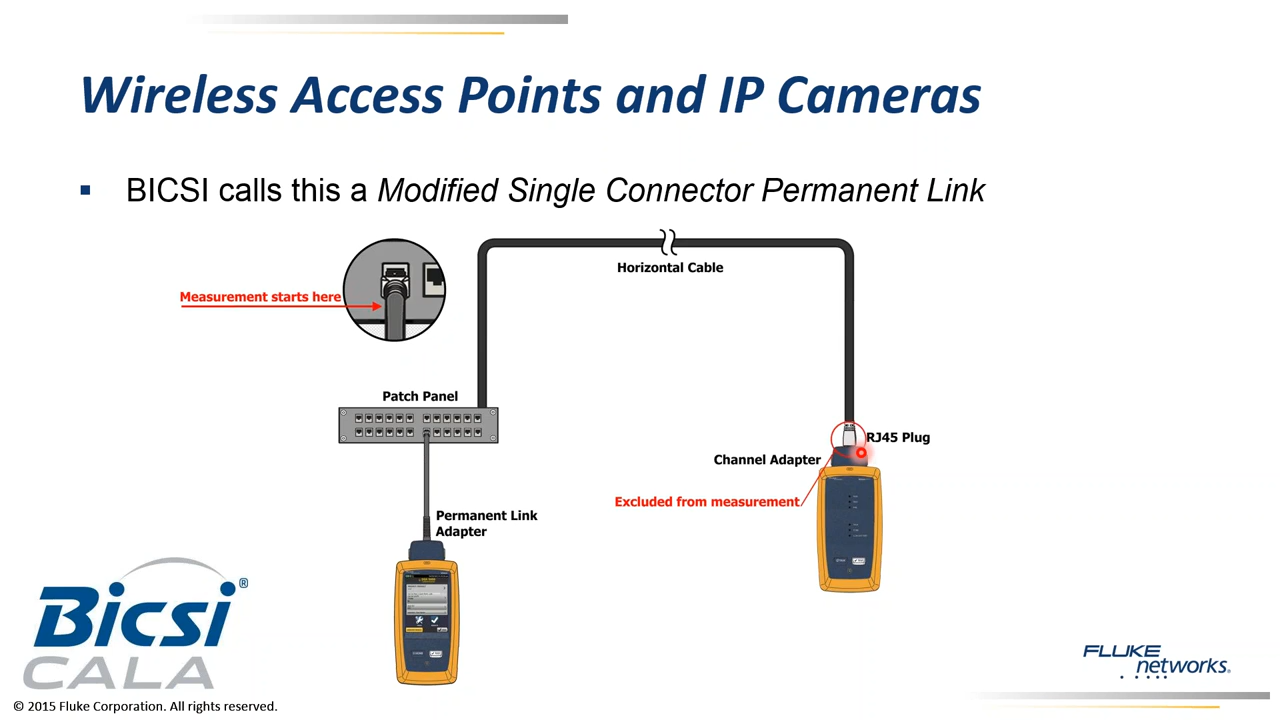 Wireless Access Points and IP Cameras
BICSI calls this a Modified Single Connector Permanent Link
Horizontal Cable
Measurement starts here
Patch Panel
RJ45 Plug
Channel Adapter
Excluded from measurement
Permanent Link
Adapter
Bicsi®
CALA
FLUKE
networks®
© 2015 Fluke Corporation. All rights reserved.